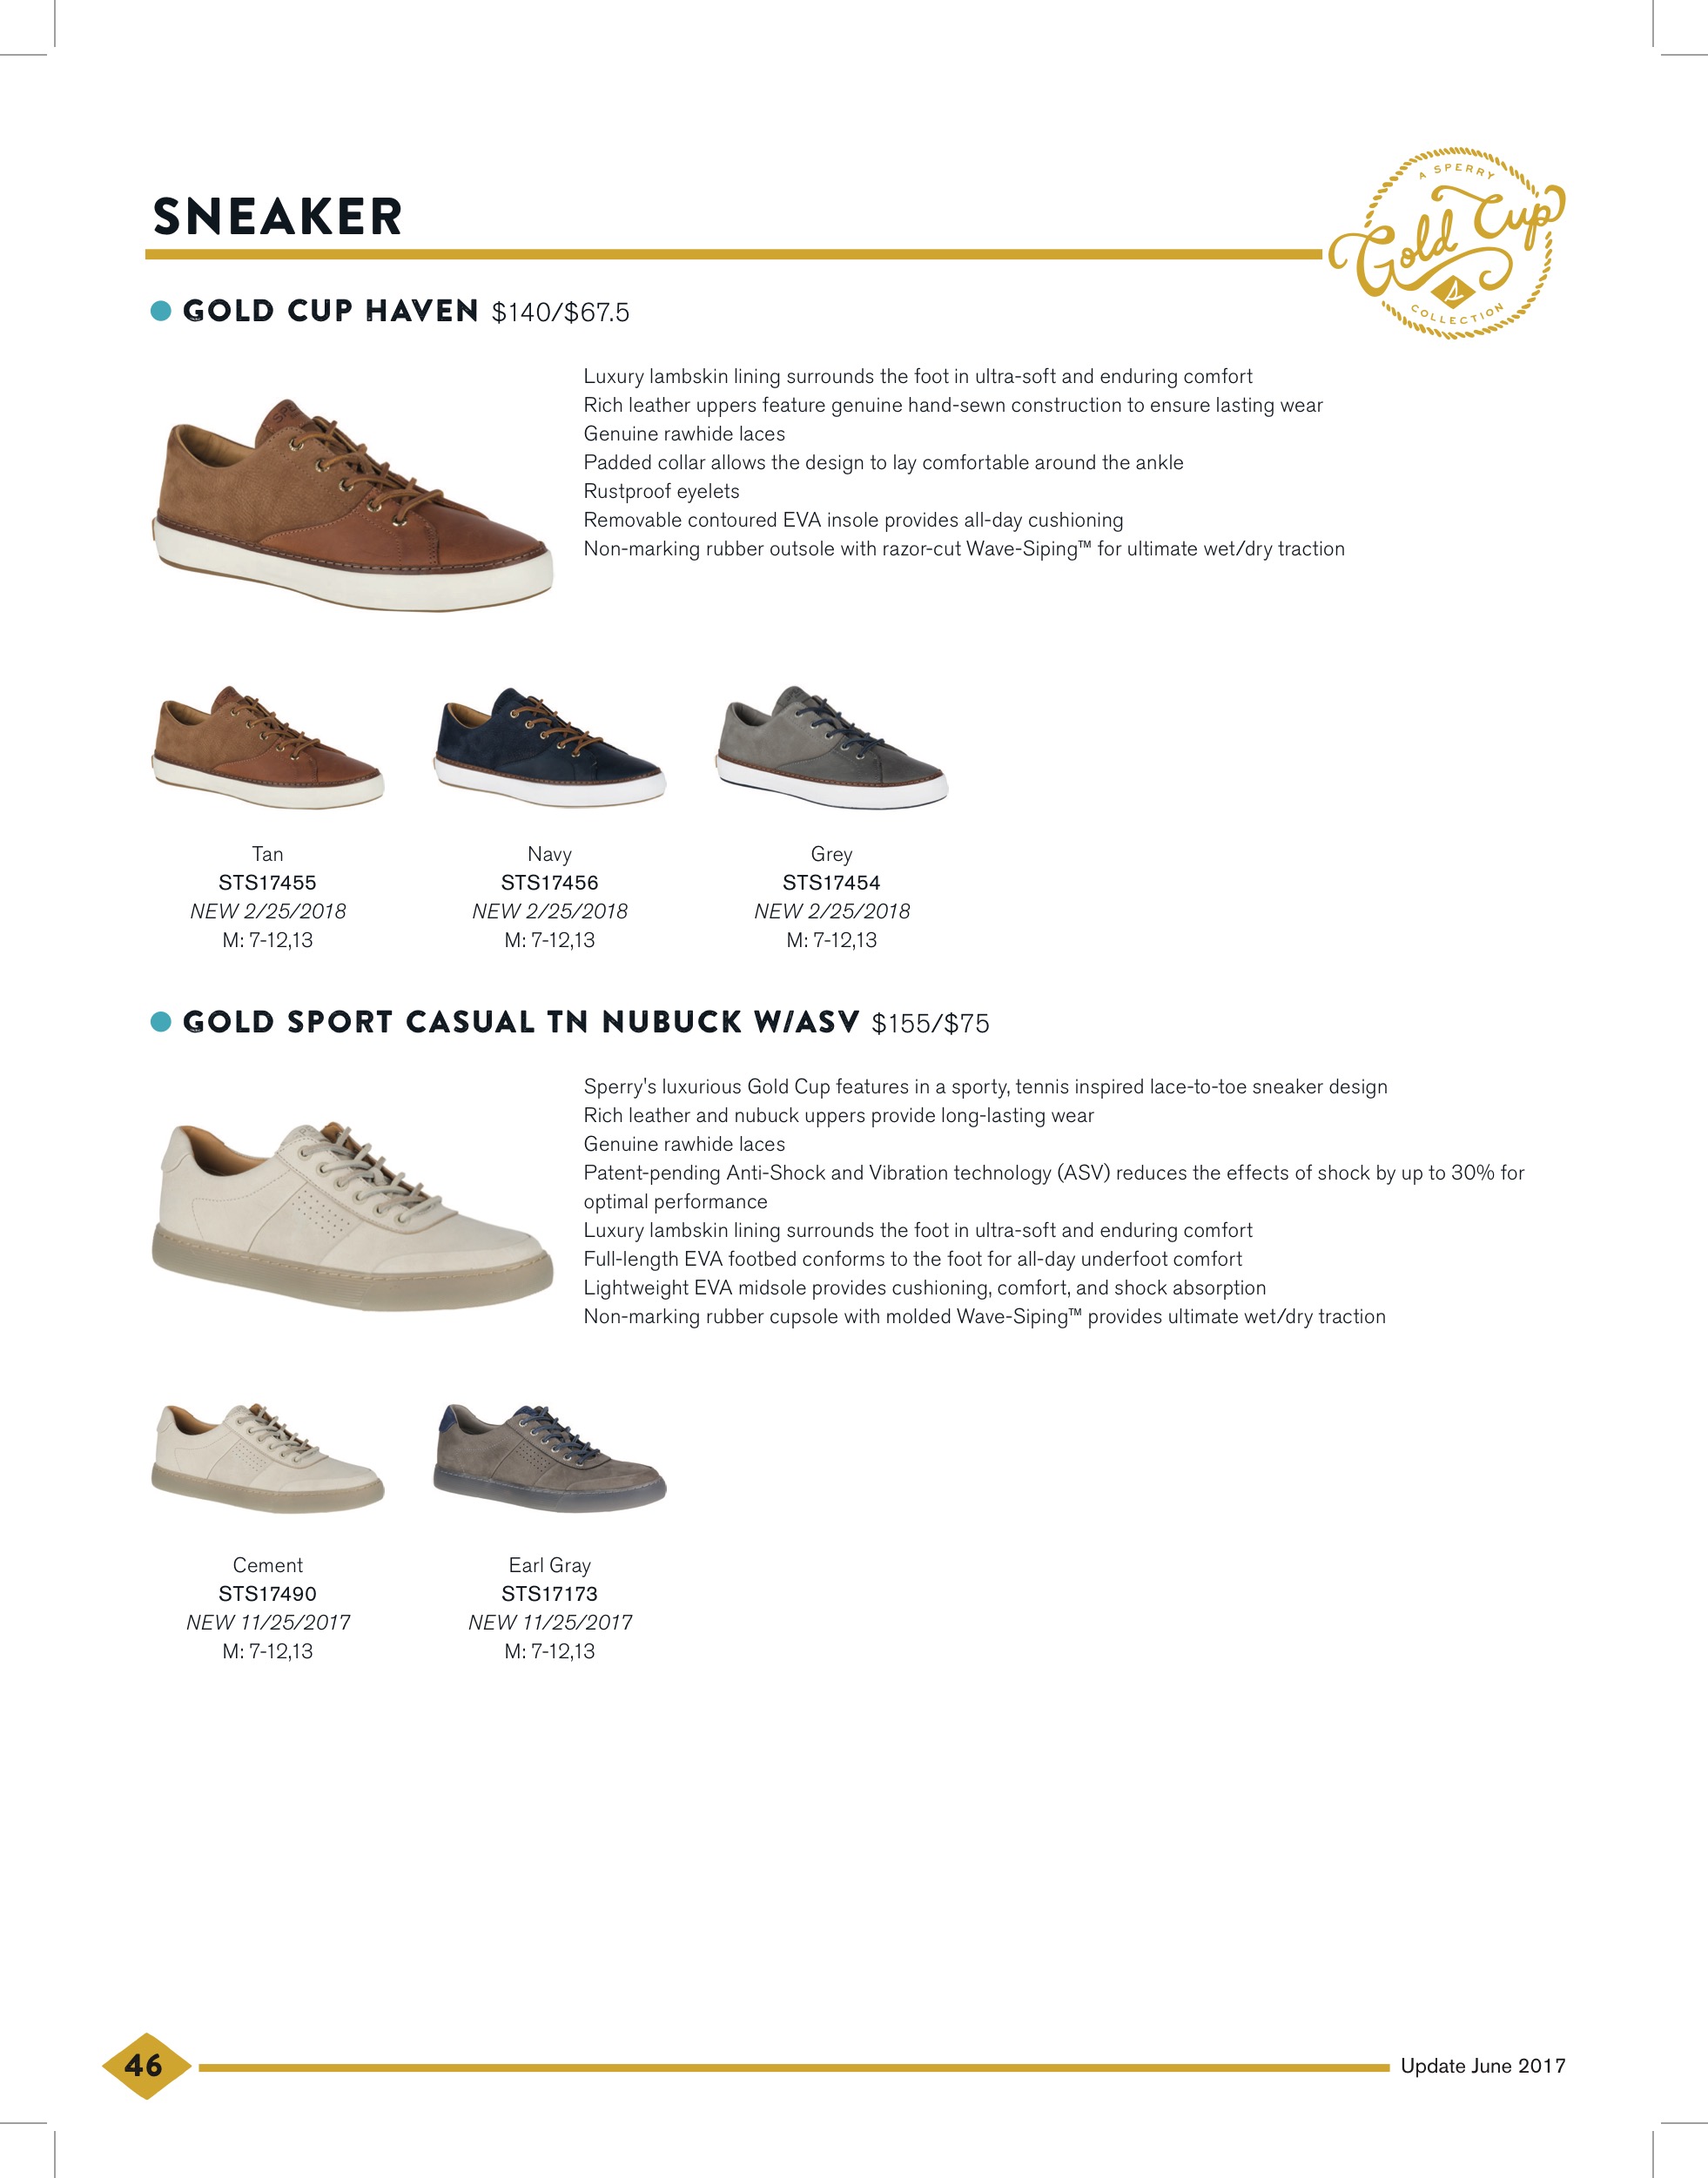 A SPERRY
Gold Cup
COLLECTION
SNEAKER
GOLD CUP HAVEN $140/$67.5
Luxury lambskin lining surrounds the foot in ultra-soft and enduring comfort
Rich leather uppers feature genuine hand-sewn construction to ensure lasting wear
Genuine rawhide laces
Padded collar allows the design to lay comfortable around the ankle
Rustproof eyelets
Removable contoured EVA insole provides all-day cushioning
Non-marking rubber outsole with razor-cut Wave-Siping™ for ultimate wet/dry traction
Tan
STS17455
NEW 2/25/2018
M: 7-12,13
Navy
STS17456
NEW 2/25/2018
M: 7-12,13
Grey
STS17454
NEW 2/25/2018
M: 7-12,13
GOLD SPORT CASUAL TN NUBUCK W/ASV $155/$75
Sperry's luxurious Gold Cup features in a sporty, tennis inspired lace-to-toe sneaker design
Rich leather and nubuck uppers provide long-lasting wear
Genuine rawhide laces
Patent-pending Anti-Shock and Vibration technology (ASV) reduces the effects of shock by up to 30% for
optimal performance
Luxury lambskin lining surrounds the foot in ultra-soft and enduring comfort
Full-length EVA footbed conforms to the foot for all-day underfoot comfort
Lightweight EVA midsole provides cushioning, comfort, and shock absorption
Non-marking rubber cupsole with molded Wave-Siping™ provides ultimate wet/dry traction
Cement
STS17490
NEW 11/25/2017
M: 7-12,13
Earl Gray
STS17173
NEW 11/25/2017
M: 7-12,13
46
Update June 2017